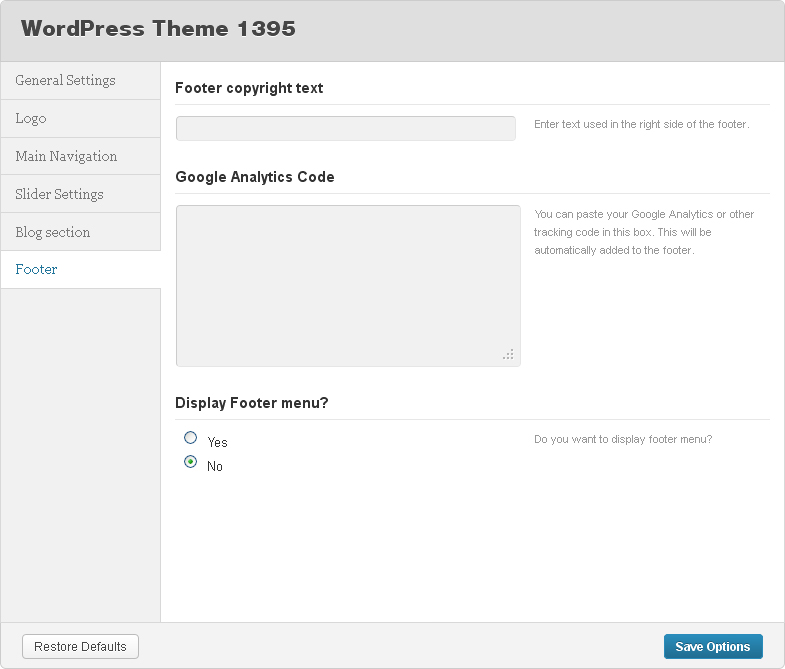 WordPress Theme 1395
General Settings
Logo
Main Navigation
Slider Settings
Blog section
Footer
Footer copyright text
Enter text used in the right side of the footer.
Google Analytics Code
You can paste your Google Analytics or other
tracking code in this box. This will be
automatically added to the footer.
Display Footer menu?
Yes
No
Do you want to display footer menu?
Restore Defaults
Save Options